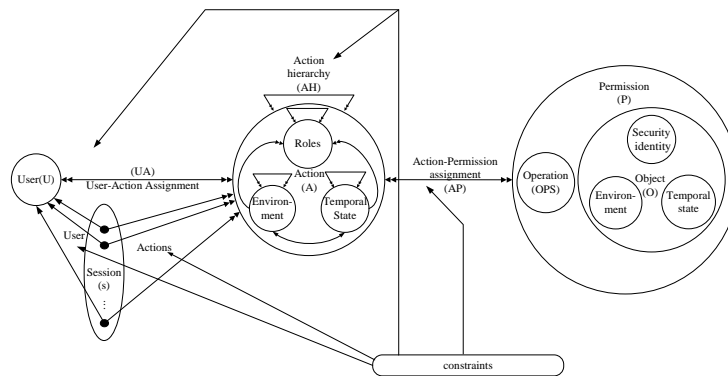 Action
hierarchy
(AH)
Permission
(P)
Security
identity
Roles
(UA)
User(U)
User-Action Assignment
Action (A)
Environ-
ment
Temporal
State
Action-Permission
assignment
(AP)
Operation
(OPS)
Object
(O)
Environ-
ment
Temporal
state
User
Actions
Session
(s)
...
constraints